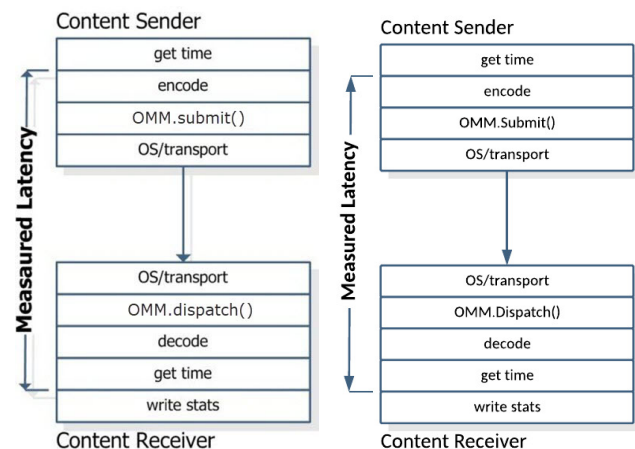 Content Sender
get time
encode
OMM.submit()
OS/transport
Measaured Latency
OS/transport
OMM.dispatch()
decode
get time
write stats
Content Receiver
Content Sender
get time
encode
OMM.Submit()
OS/transport
Measured Latency
OS/transport
OMM.Dispatch()
decode
get time
write stats
Content Receiver